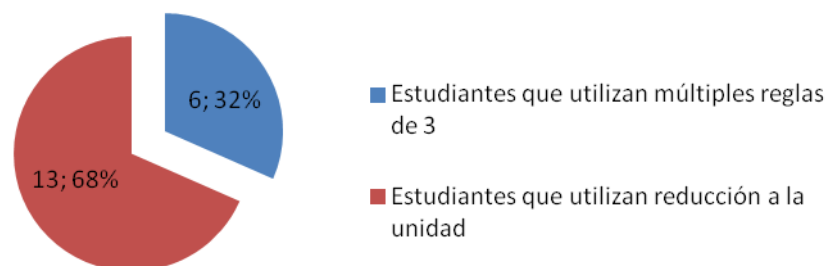 6; 32%
13; 68%
Estudiantes que utilizan múltiples reglas
de 3
Estudiantes que utilizan reducción a la
unidad